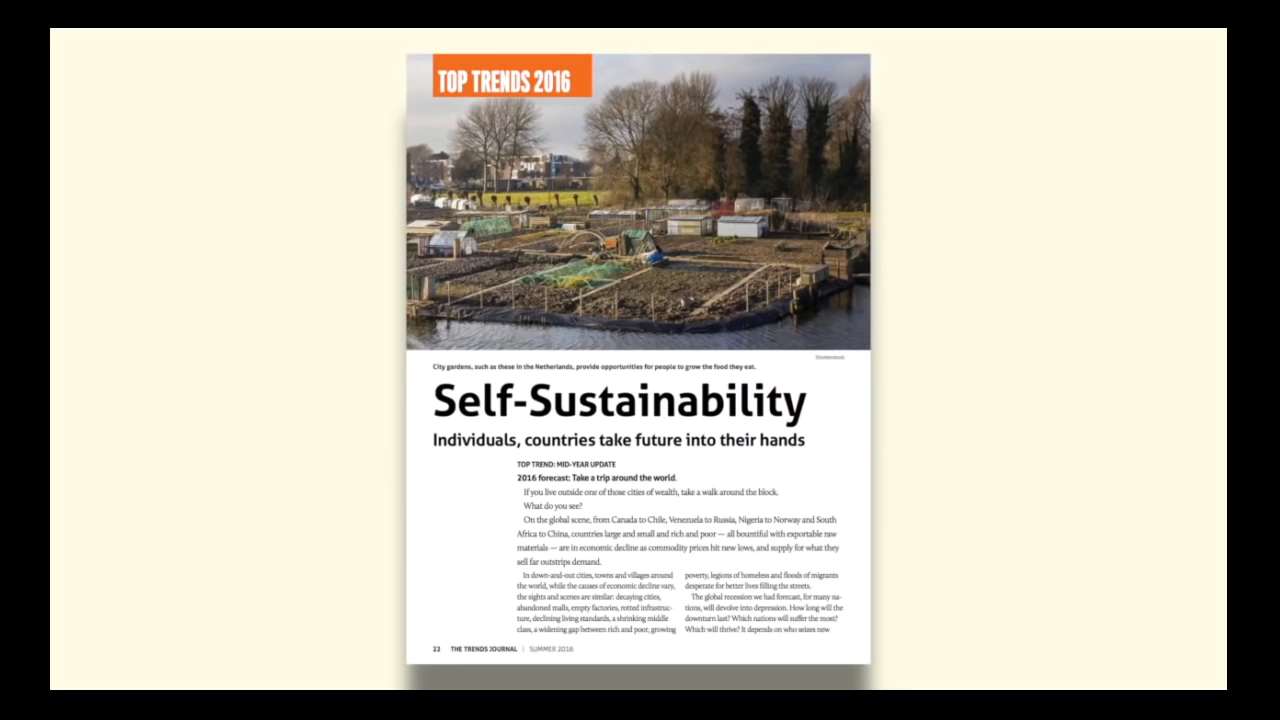 TOP TRENDS 2016
Shutterstock
City gardens, such as these in the Netherlands, provide opportunities for people to grow the food they eat.
Self-Sustainability
Individuals, countries take future into their hands
TOP TREND: MID-YEAR UPDATE
2016 forecast: Take a trip around the world.
If you live outside one of those cities of wealth, take a walk around the block.
What do you see?
On the global scene, from Canada to Chile, Venezuela to Russia, Nigeria to Norway and South
Africa to China, countries large and small and rich and poor — all bountiful with exportable raw
materials — are in economic decline as commodity prices hit new lows, and supply for what they
sell far outstrips demand.
In down-and-out cities, towns and villages around
the world, while the causes of economic decline vary,
the sights and scenes are similar: decaying cities,
abandoned malls, empty factories, rotted infrastruc-
ture, declining living standards, a shrinking middle
class, a widening gap between rich and poor, growing
poverty, legions of homeless and floods of migrants
desperate for better lives filling the streets.
The global recession we had forecast, for many na-
tions, will devolve into depression. How long will the
downturn last? Which nations will suffer the most?
Which will thrive? It depends on who seizes new
22 THE TRENDS JOURNAL | SUMMER 2016